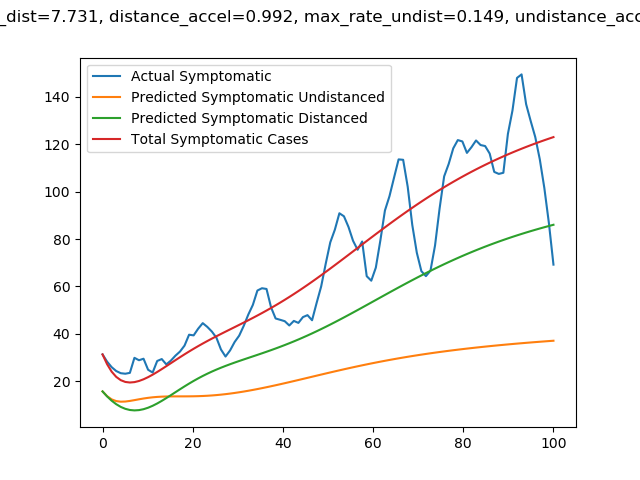 _dist=7.731, distance_accel=0.992, max_rate_undist=0.149, undistance_acc
Actual Symptomatic
Predicted Symptomatic Undistanced
Predicted Symptomatic Distanced
Total Symptomatic Cases
140
120
100
80
60
40
20
0 20 40 60 80 100